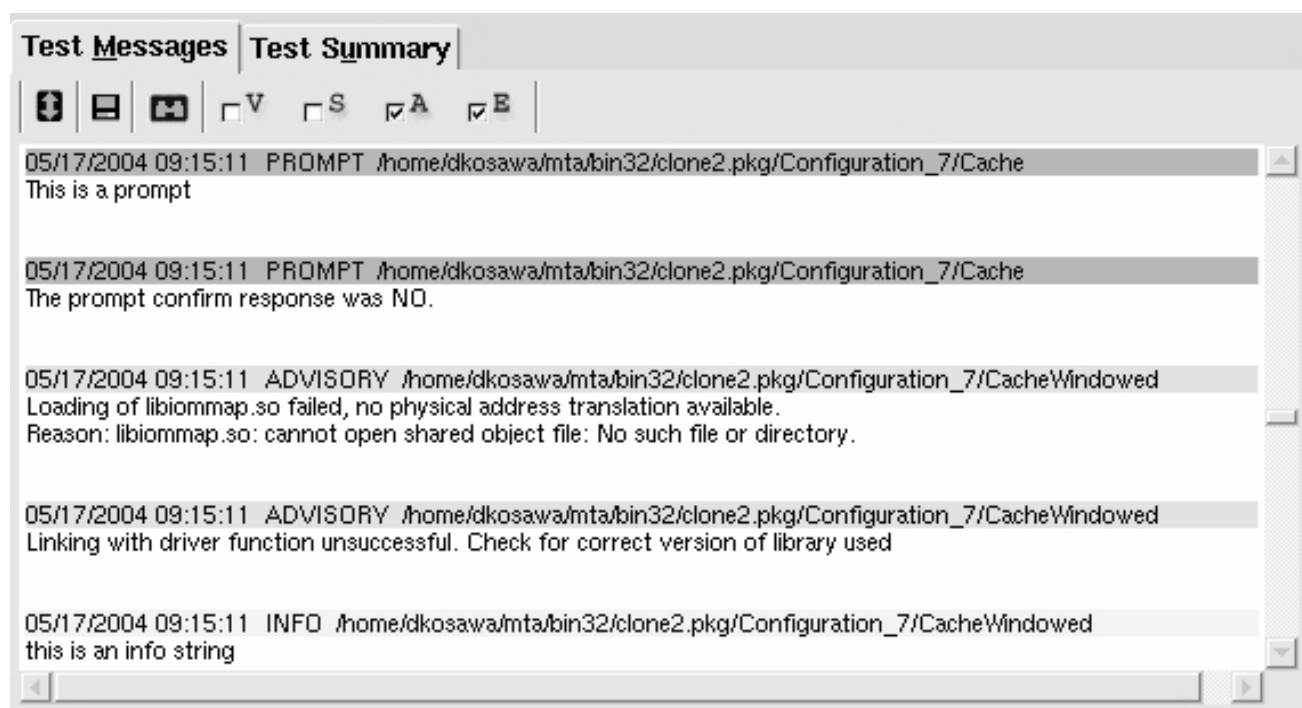 Test Messages Test Summary
V S A E
05/17/2004 09:15:11 PROMPT /home/dkosawa/mta/bin32/clone2.pkg/Configuration_7/Cache
This is a prompt
05/17/2004 09:15:11 PROMPT /home/dkosawa/mta/bin32/clone2.pkg/Configuration_7/Cache
The prompt confirm response was NO.
05/17/2004 09:15:11 ADVISORY /home/dkosawa/mta/bin32/clone2.pkg/Configuration_7/CacheWindowed
Loading of libiommap.so failed, no physical address translation available.
Reason: libiommap.so: cannot open shared object file: No such file or directory.
05/17/2004 09:15:11 ADVISORY /home/dkosawa/mta/bin32/clone2.pkg/Configuration_7/CacheWindowed
Linking with driver function unsuccessful. Check for correct version of library used
05/17/2004 09:15:11 INFO /home/dkosawa/mta/bin32/clone2.pkg/Configuration_7/CacheWindowed
this is an info string